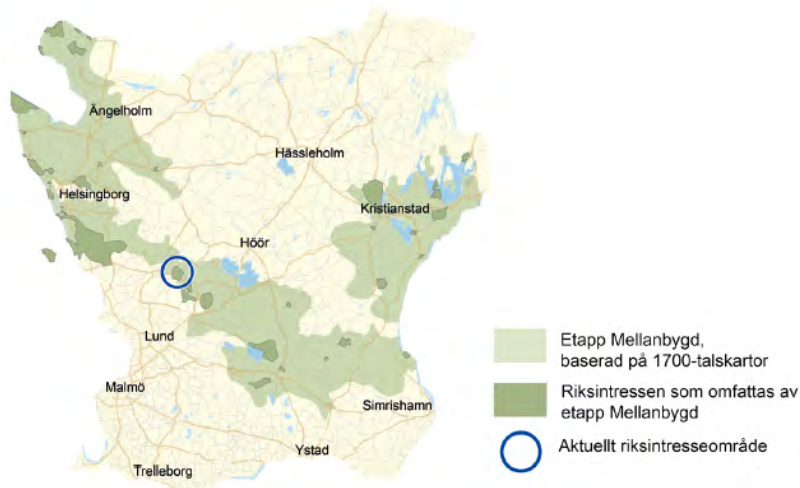 Ängelholm
Hässleholm
Helsingborg
Kristianstad
Höör
Lund
Malmö
Simrishamn
Ystad
Trelleborg
Etapp Mellanbygd,
baserad på 1700-talskartor
Riksintressen som omfattas av
etapp Mellanbygd
Aktuellt riksintresseområde